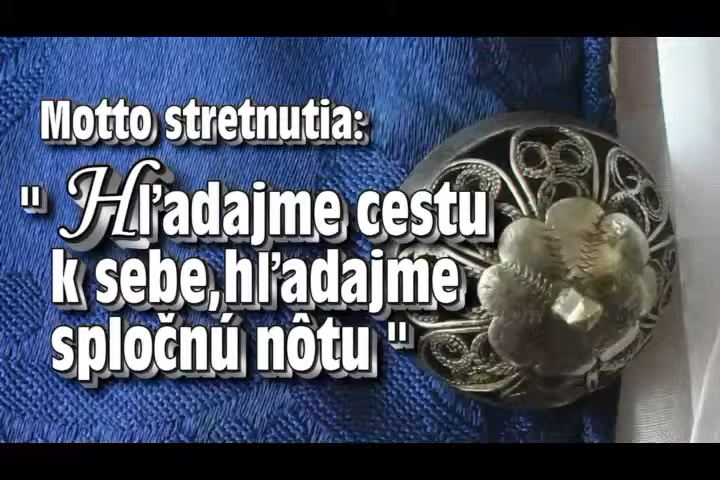 Motto stretnutia:
" Hľadajme cestu
k sebe,hľadajme
spločnú nôtu "